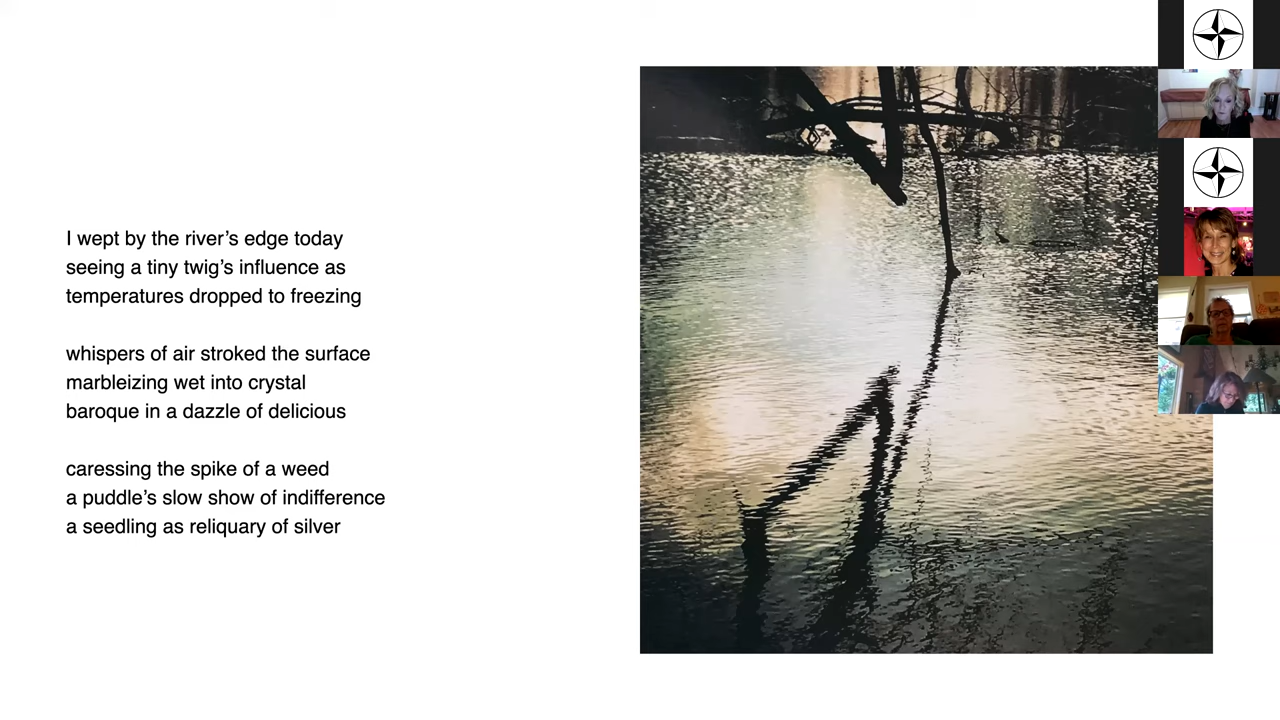 I wept by the river’s edge today
seeing a tiny twig’s influence as
temperatures dropped to freezing
whispers of air stroked the surface
marbleizing wet into crystal
baroque in a dazzle of delicious
caressing the spike of a weed
a puddle’s slow show of indifference
a seedling as reliquary of silver